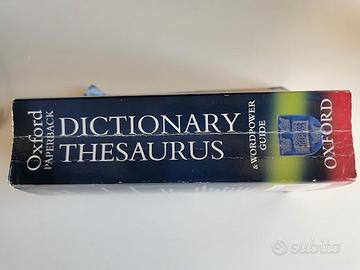 Oxford
PAPERBACK
DICTIONARY
THESAURUS
& WORDPOWER
GUIDE
OXFORD
subito